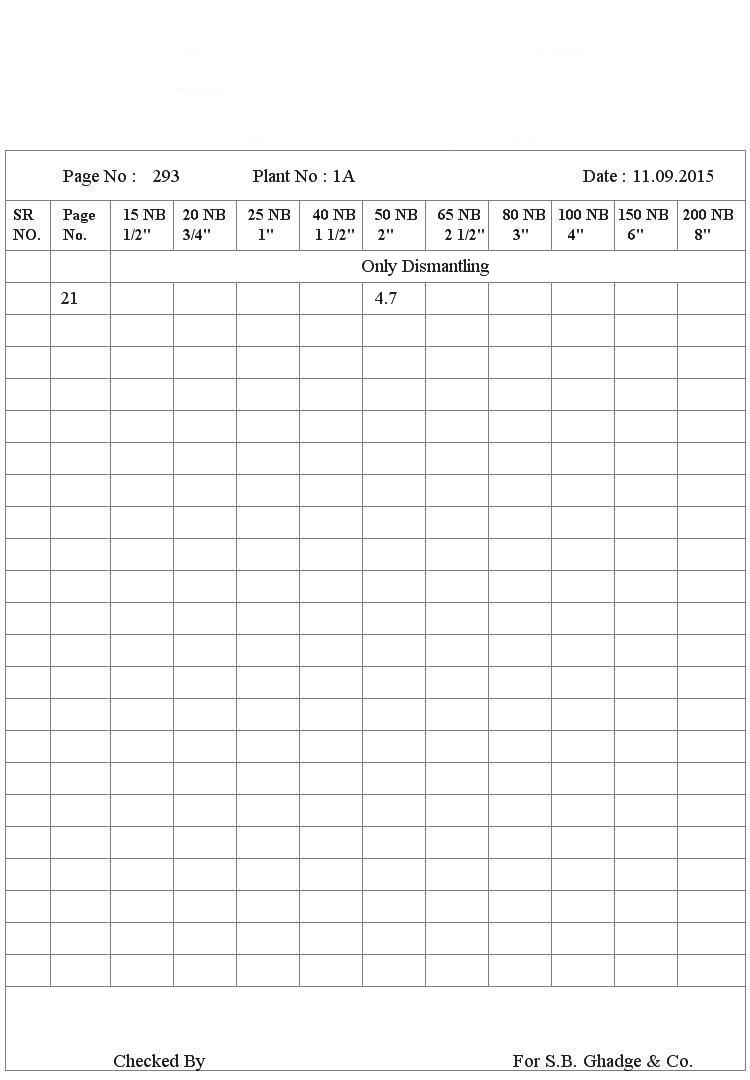 Page No : 293 Plant No : 1A Date : 11.09.2015
SR NO. Page No. 15 NB 1/2" 20 NB 3/4" 25 NB 1" 40 NB 1 1/2" 50 NB 2" 65 NB 2 1/2" 80 NB 3" 100 NB 4" 150 NB 6" 200 NB 8"
Only Dismantling
21 4.7
Checked By For S.B. Ghadge & Co.